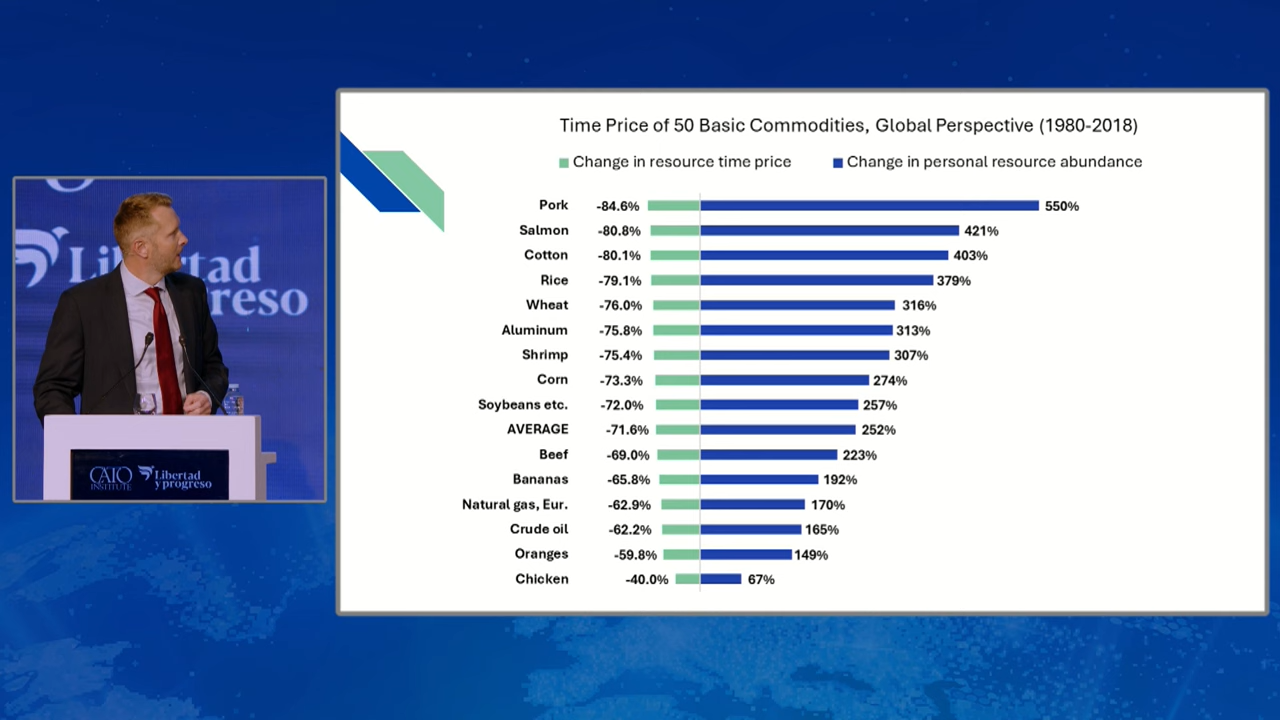 Time Price of 50 Basic Commodities, Global Perspective (1980-2018)
Change in resource time price Change in personal resource abundance
Pork -84.6% 550%
Salmon -80.8% 421%
Cotton -80.1% 403%
Rice -79.1% 379%
Wheat -76.0% 316%
Aluminum -75.8% 313%
Shrimp -75.4% 307%
Corn -73.3% 274%
Soybeans etc. -72.0% 257%
AVERAGE -71.6% 252%
Beef -69.0% 223%
Bananas -65.8% 192%
Natural gas, Eur. -62.9% 170%
Crude oil -62.2% 165%
Oranges -59.8% 149%
Chicken -40.0% 67%
CATO
INSTITUTE
Libertad
y progreso